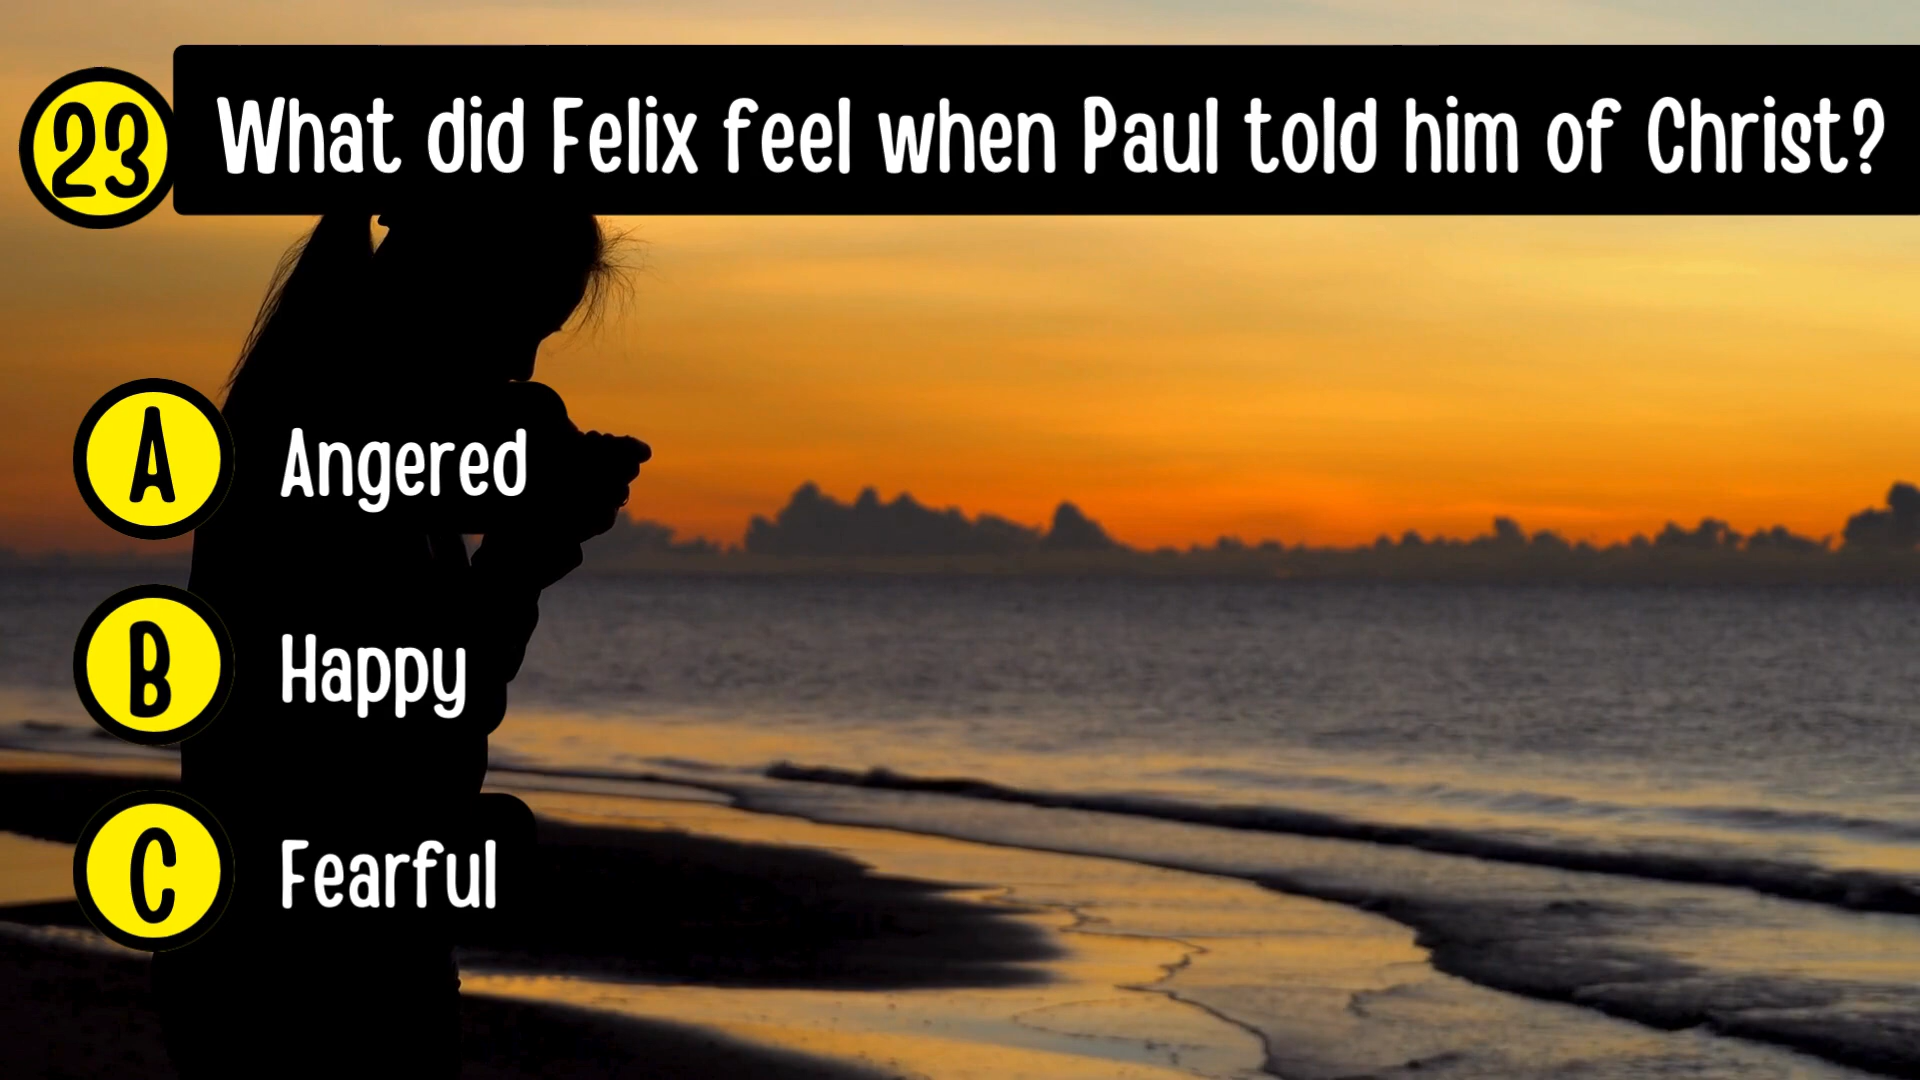 23 What did Felix feel when Paul told him of Christ?
A Angered
B Happy
C Fearful